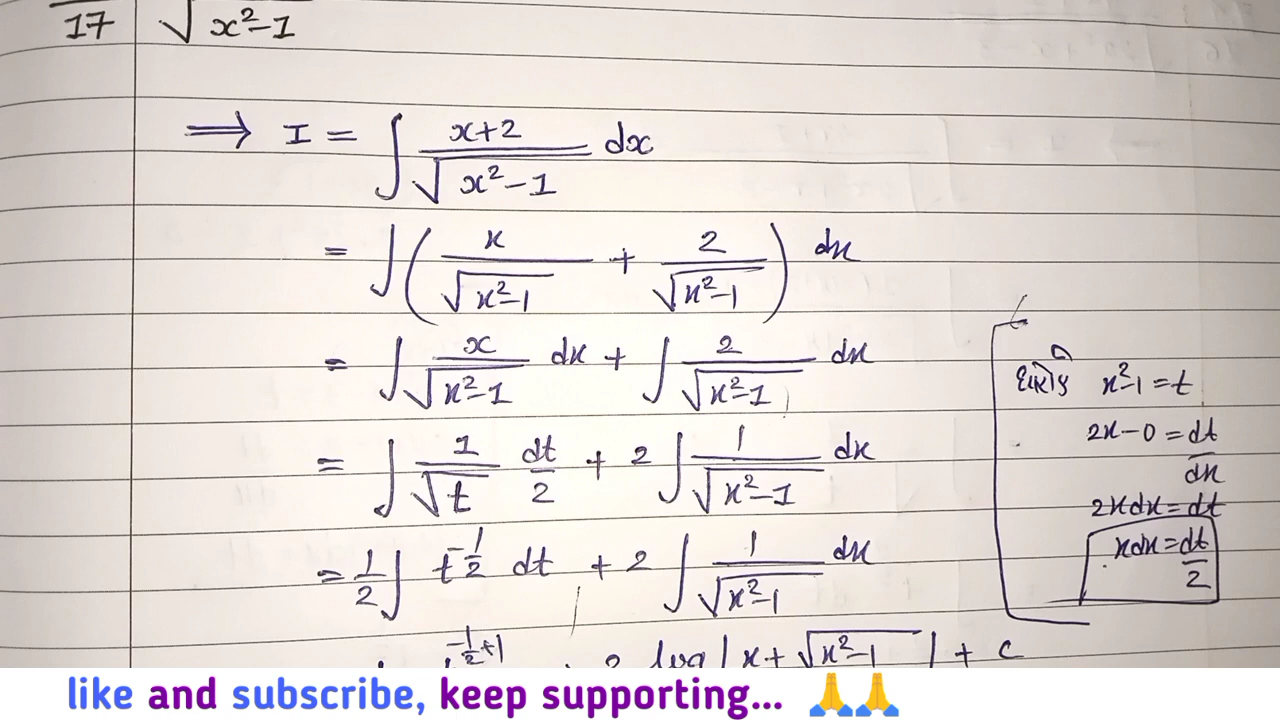 17 √x²-1
⟹ I = ∫ x+2/√x²-1 dx
= ∫ ( x/√x²-1 + 2/√x²-1 ) dx
= ∫ x/√x²-1 dx + ∫ 2/√x²-1 dx
= ∫ 1/√t dt/2 + 2 ∫ 1/√x²-1 dx
= 1/2 ∫ t^-1/2 dt + 2 ∫ 1/√x²-1 dx
-1/2+1 2 log | x + √x²-1 | + c
ધારોકે x²-1 = t
2x-0 = dt/dx
2xdx = dt
xdx = dt/2
like and subscribe, keep supporting... 🙏🙏